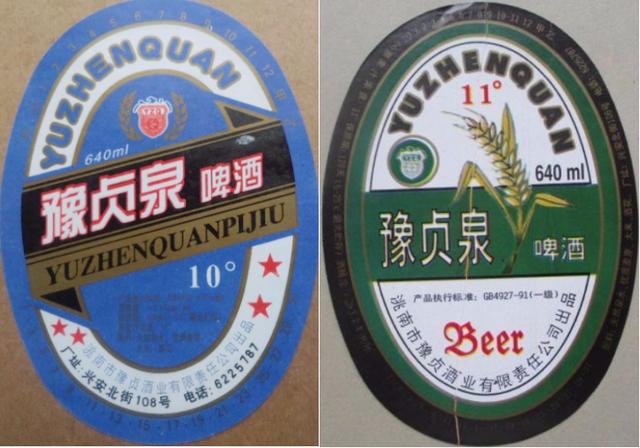 YUZHENQUAN
640ml
豫贞泉 啤酒
YUZHENQUANPIJIU
10°
洮南市豫贞酒业有限责任公司出品
厂址:兴安北街108号 电话:6225787
YUZHENQUAN
11°
640 ml
豫贞泉 啤酒
产品执行标准: GB4927-91(一级)
Beer
洮南市豫贞酒业有限责任公司出品